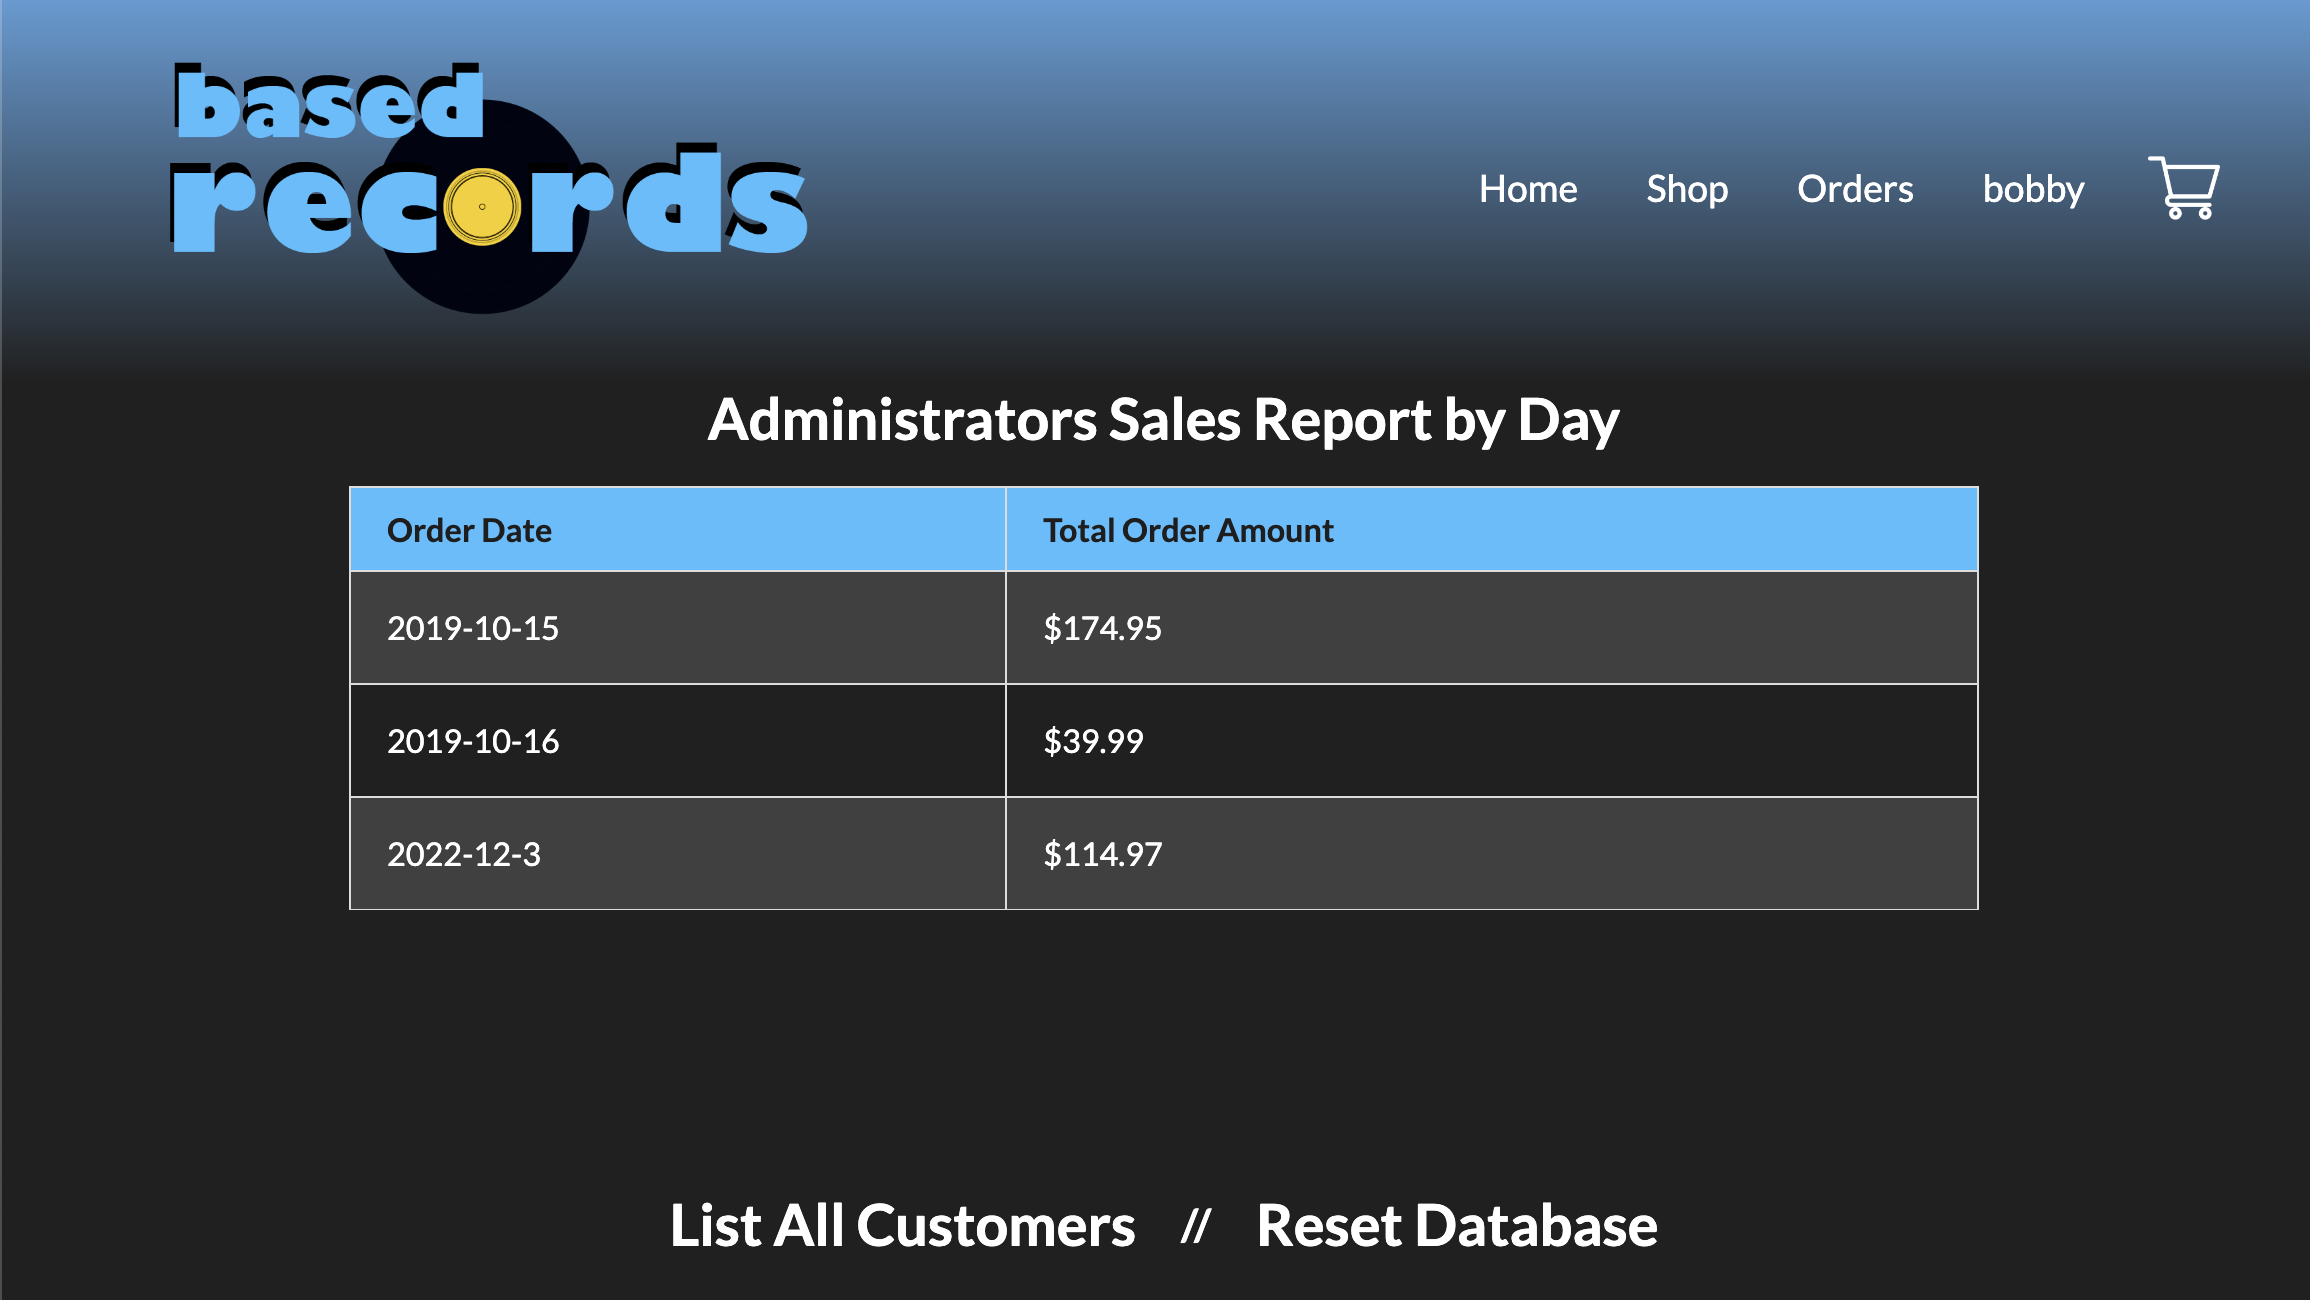 based
records
Home Shop Orders bobby
Administrators Sales Report by Day
Order Date Total Order Amount
2019-10-15 $174.95
2019-10-16 $39.99
2022-12-3 $114.97
List All Customers // Reset Database